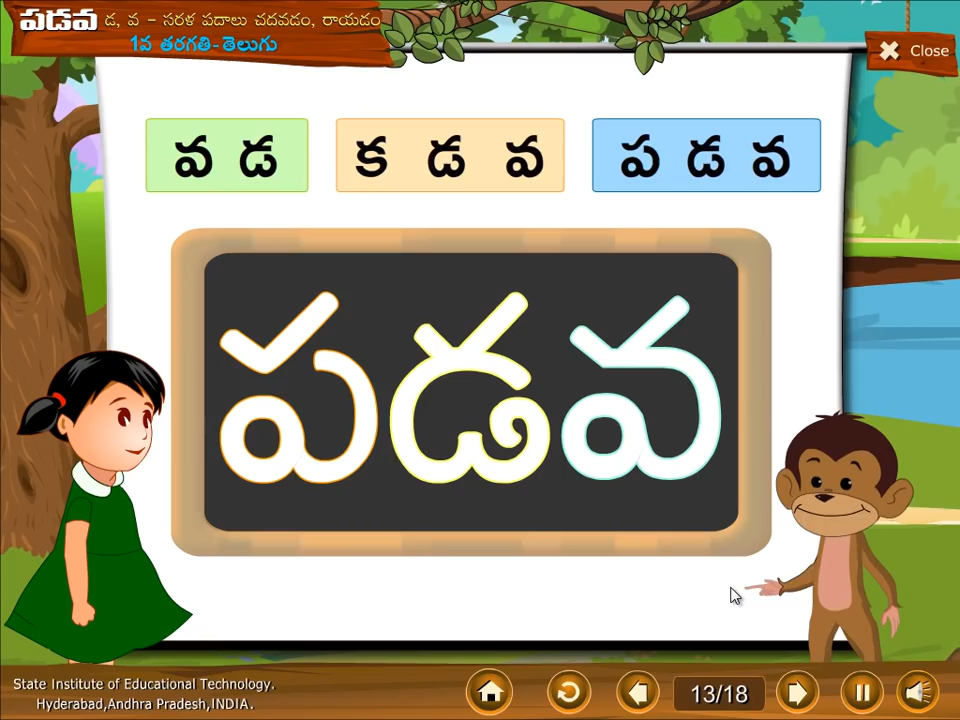 పడవ డ, వ – సరళ పదాలు చదవడం, రాయడం
1వ తరగతి-తెలుగు
Close
వ డ
క డ వ
ప డ వ
పడవ
State Institute of Educational Technology.
Hyderabad,Andhra Pradesh,INDIA.
13/18